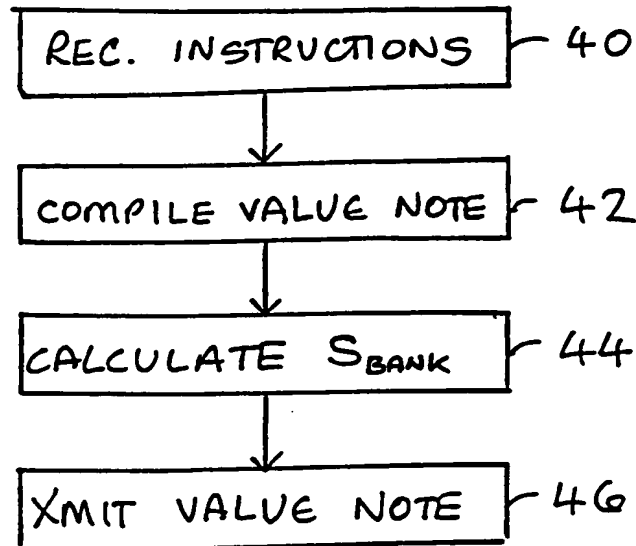 REC. INSTRUCTIONS 40
COMPILE VALUE NOTE 42
CALCULATE SBANK 44
XMIT VALUE NOTE 46